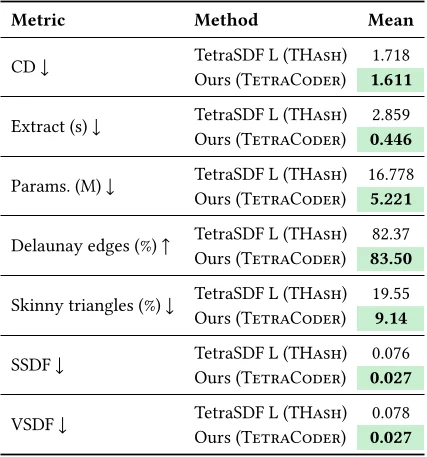 Metric Method Mean
CD ↓ TetraSDF L (THash) 1.718
Ours (TetraCoder) 1.611
Extract (s) ↓ TetraSDF L (THash) 2.859
Ours (TetraCoder) 0.446
Params. (M) ↓ TetraSDF L (THash) 16.778
Ours (TetraCoder) 5.221
Delaunay edges (%) ↑ TetraSDF L (THash) 82.37
Ours (TetraCoder) 83.50
Skinny triangles (%) ↓ TetraSDF L (THash) 19.55
Ours (TetraCoder) 9.14
SSDF ↓ TetraSDF L (THash) 0.076
Ours (TetraCoder) 0.027
VSDF ↓ TetraSDF L (THash) 0.078
Ours (TetraCoder) 0.027